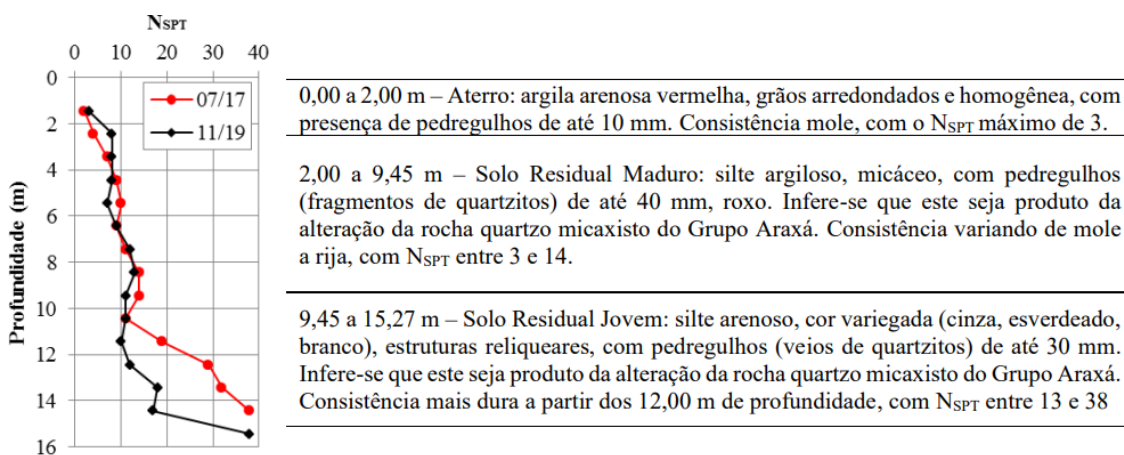 N_SPT
0 10 20 30 40
0
2
4
6
8
10
12
14
16
Profundidade (m)
07/17
11/19
0,00 a 2,00 m – Aterro: argila arenosa vermelha, grãos arredondados e homogênea, com
presença de pedregulhos de até 10 mm. Consistência mole, com o N_SPT máximo de 3.
2,00 a 9,45 m – Solo Residual Maduro: silte argiloso, micáceo, com pedregulhos
(fragmentos de quartzitos) de até 40 mm, roxo. Infere-se que este seja produto da
alteração da rocha quartzo micaxisto do Grupo Araxá. Consistência variando de mole
a rija, com N_SPT entre 3 e 14.
9,45 a 15,27 m – Solo Residual Jovem: silte arenoso, cor variegada (cinza, esverdeado,
branco), estruturas reliqueares, com pedregulhos (veios de quartzitos) de até 30 mm.
Infere-se que este seja produto da alteração da rocha quartzo micaxisto do Grupo Araxá.
Consistência mais dura a partir dos 12,00 m de profundidade, com N_SPT entre 13 e 38